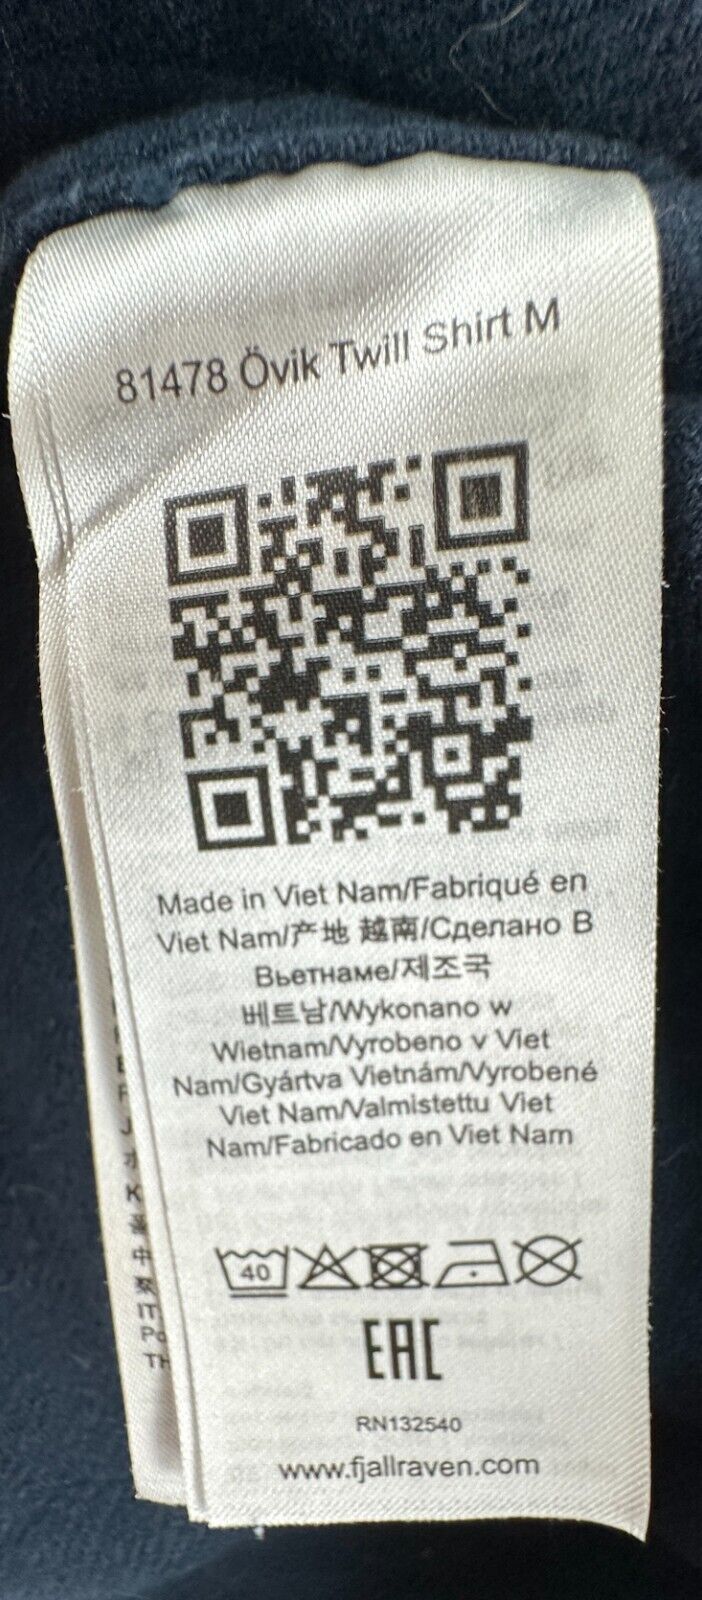 81478 Övik Twill Shirt M
Made in Viet Nam/Fabriqué en
Viet Nam/产地 越南/Сделано В
Вьетнаме/제조국
베트남/Wykonano w
Wietnam/Vyrobeno v Viet
Nam/Gyártva Vietnám/Vyrobené
Viet Nam/Valmistettu Viet
Nam/Fabricado en Viet Nam
40
EAC
RN132540
www.fjallraven.com